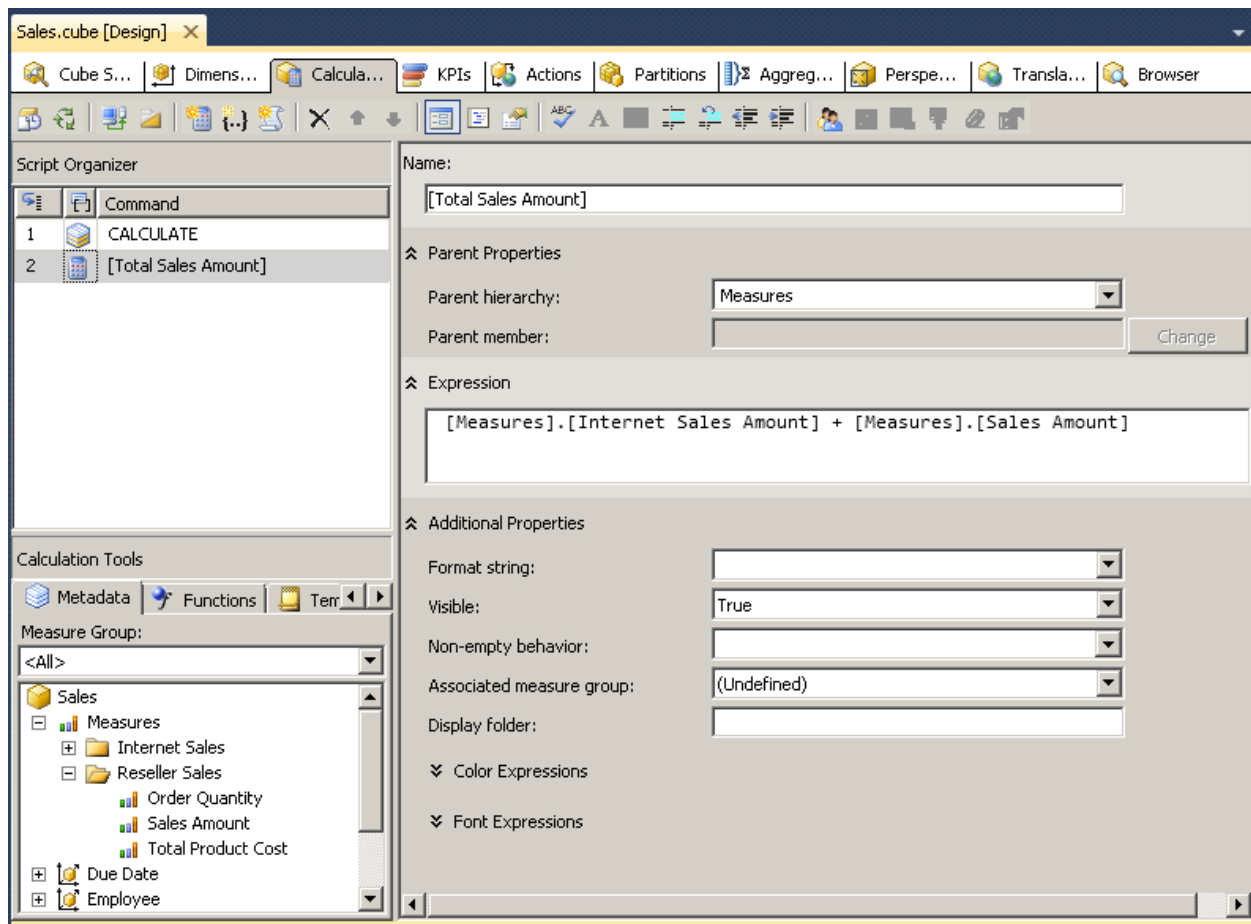 Sales.cube [Design]
Cube S... Dimens... Calcula... KPIs Actions Partitions Aggreg... Perspe... Transla... Browser
Script Organizer
Command
1 CALCULATE
2 [Total Sales Amount]
Calculation Tools
Metadata Functions Tem
Measure Group:
<All>
Sales
Measures
Internet Sales
Reseller Sales
Order Quantity
Sales Amount
Total Product Cost
Due Date
Employee
Name:
[Total Sales Amount]
Parent Properties
Parent hierarchy: Measures
Parent member: Change
Expression
[Measures].[Internet Sales Amount] + [Measures].[Sales Amount]
Additional Properties
Format string:
Visible: True
Non-empty behavior:
Associated measure group: (Undefined)
Display folder:
Color Expressions
Font Expressions